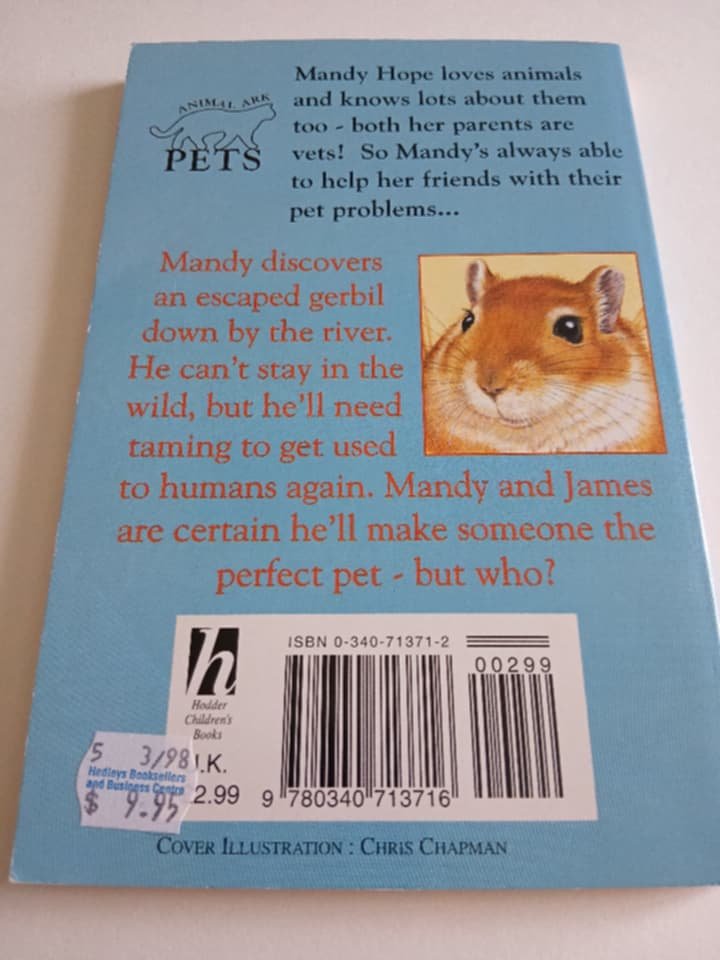 ANIMAL ARK
PETS
Mandy Hope loves animals
and knows lots about them
too - both her parents are
vets! So Mandy's always able
to help her friends with their
pet problems...
Mandy discovers
an escaped gerbil
down by the river.
He can't stay in the
wild, but he'll need
taming to get used
to humans again. Mandy and James
are certain he'll make someone the
perfect pet - but who?
h
Hodder
Children's
Books
ISBN 0-340-71371-2
00299
.K.
2.99
9 780340 713716
5 3/98
Hedleys Booksellers
and Business Centre
$ 9.95
COVER ILLUSTRATION : CHRIS CHAPMAN